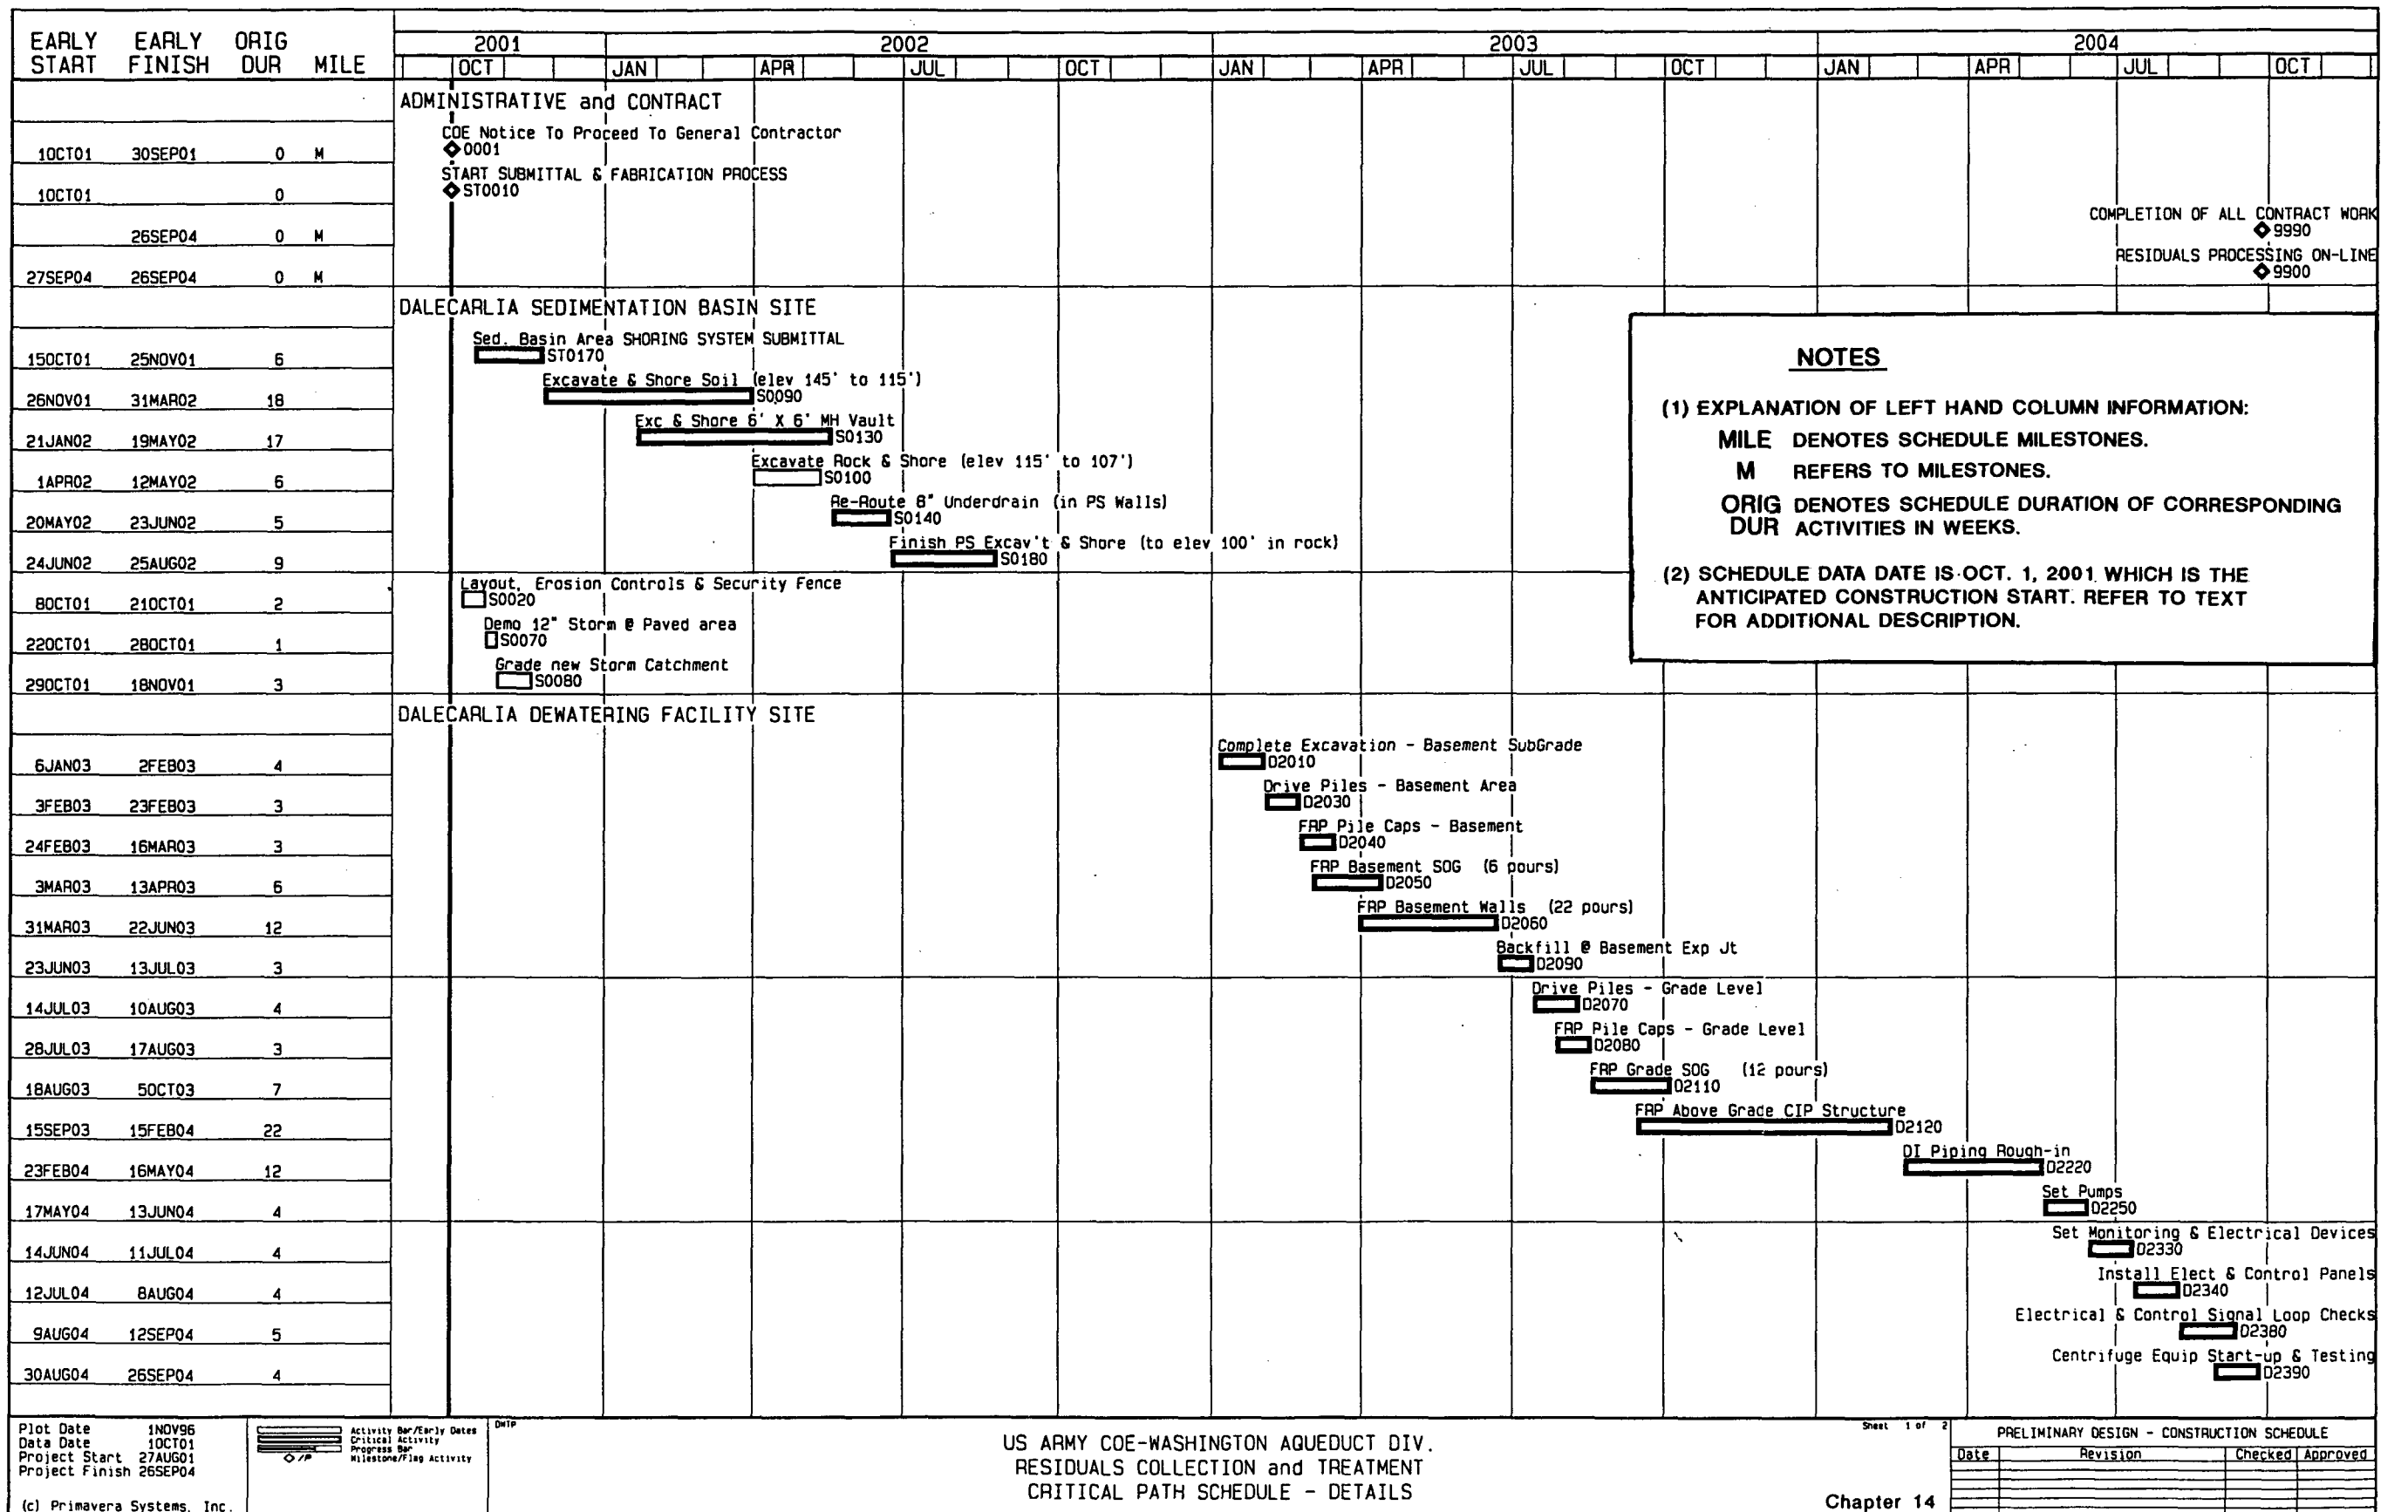 EARLY START EARLY FINISH ORIG DUR MILE
2001 2002 2003 2004
OCT JAN APR JUL OCT JAN APR JUL OCT JAN APR JUL OCT
ADMINISTRATIVE and CONTRACT
COE Notice To Proceed To General Contractor
1OCT01 30SEP01 0 M 0001
START SUBMITTAL & FABRICATION PROCESS
1OCT01 0 ST0010
COMPLETION OF ALL CONTRACT WORK
26SEP04 0 M 9990
RESIDUALS PROCESSING ON-LINE
27SEP04 26SEP04 0 M 9900
DALECARLIA SEDIMENTATION BASIN SITE
Sed. Basin Area SHORING SYSTEM SUBMITTAL
15OCT01 25NOV01 6 ST0170
Excavate & Shore Soil (elev 145' to 115')
26NOV01 31MAR02 18 S0090
Exc & Shore 6' X 6' MH Vault
21JAN02 19MAY02 17 S0130
Excavate Rock & Shore (elev 115' to 107')
1APR02 12MAY02 6 S0100
Re-Route 8" Underdrain (in PS Walls)
20MAY02 23JUN02 5 S0140
Finish PS Excav't & Shore (to elev 100' in rock)
24JUN02 25AUG02 9 S0180
Layout, Erosion Controls & Security Fence
8OCT01 21OCT01 2 S0020
Demo 12" Storm @ Paved area
22OCT01 28OCT01 1 S0070
Grade new Storm Catchment
29OCT01 18NOV01 3 S0080
NOTES
(1) EXPLANATION OF LEFT HAND COLUMN INFORMATION:
MILE DENOTES SCHEDULE MILESTONES.
M REFERS TO MILESTONES.
ORIG DUR DENOTES SCHEDULE DURATION OF CORRESPONDING
ACTIVITIES IN WEEKS.
(2) SCHEDULE DATA DATE IS OCT. 1, 2001 WHICH IS THE
ANTICIPATED CONSTRUCTION START. REFER TO TEXT
FOR ADDITIONAL DESCRIPTION.
DALECARLIA DEWATERING FACILITY SITE
Complete Excavation - Basement SubGrade
6JAN03 2FEB03 4 D2010
Drive Piles - Basement Area
3FEB03 23FEB03 3 D2030
FRP Pile Caps - Basement
24FEB03 16MAR03 3 D2040
FRP Basement SOG (6 pours)
3MAR03 13APR03 6 D2050
FRP Basement Walls (22 pours)
31MAR03 22JUN03 12 D2060
Backfill @ Basement Exp Jt
23JUN03 13JUL03 3 D2090
Drive Piles - Grade Level
14JUL03 10AUG03 4 D2070
FRP Pile Caps - Grade Level
28JUL03 17AUG03 3 D2080
FRP Grade SOG (12 pours)
18AUG03 5OCT03 7 D2110
FRP Above Grade CIP Structure
15SEP03 15FEB04 22 D2120
DI Piping Rough-in
23FEB04 16MAY04 12 D2220
Set Pumps
17MAY04 13JUN04 4 D2250
Set Monitoring & Electrical Devices
14JUN04 11JUL04 4 D2330
Install Elect & Control Panels
12JUL04 8AUG04 4 D2340
Electrical & Control Signal Loop Checks
9AUG04 12SEP04 5 D2380
Centrifuge Equip Start-up & Testing
30AUG04 26SEP04 4 D2390
Plot Date 1NOV96
Data Date 1OCT01
Project Start 27AUG01
Project Finish 26SEP04
(c) Primavera Systems, Inc.
Activity Bar/Early Dates
Critical Activity
Progress Bar
Milestone/Flag Activity
DWTP
US ARMY COE-WASHINGTON AQUEDUCT DIV.
RESIDUALS COLLECTION and TREATMENT
CRITICAL PATH SCHEDULE - DETAILS
Sheet 1 of 2
Chapter 14
PRELIMINARY DESIGN - CONSTRUCTION SCHEDULE
Date Revision Checked Approved